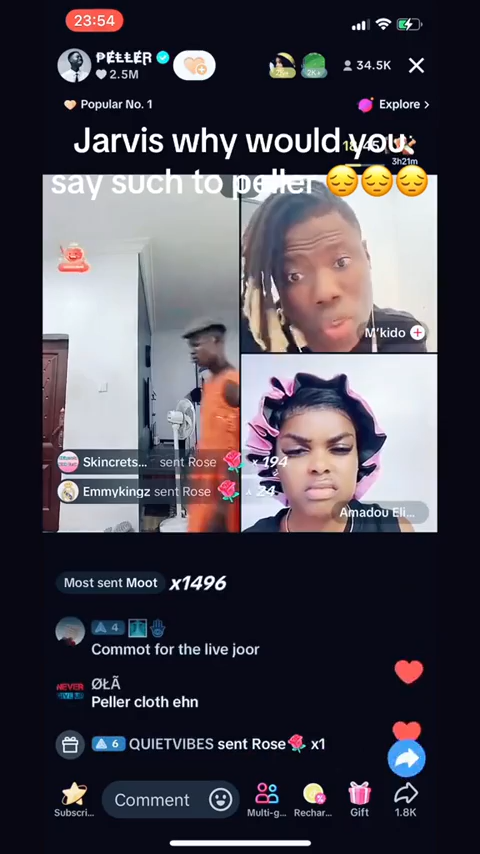 23:54
PELLER
2.5M
2K+
34.5K
Popular No. 1
Explore >
Jarvis why would you
say such to peller 😔😔😔
3h21m
M'kido
Skincrets... sent Rose x 194
Emmykingz sent Rose x 24
Amadou Eli...
Most sent Moot x1496
4
Commot for the live joor
NEVER
ØŁÃ
Peller cloth ehn
6 QUIETVIBES sent Rose x1
Comment
Subscri...
Multi-g...
Rechar...
Gift
1.8K